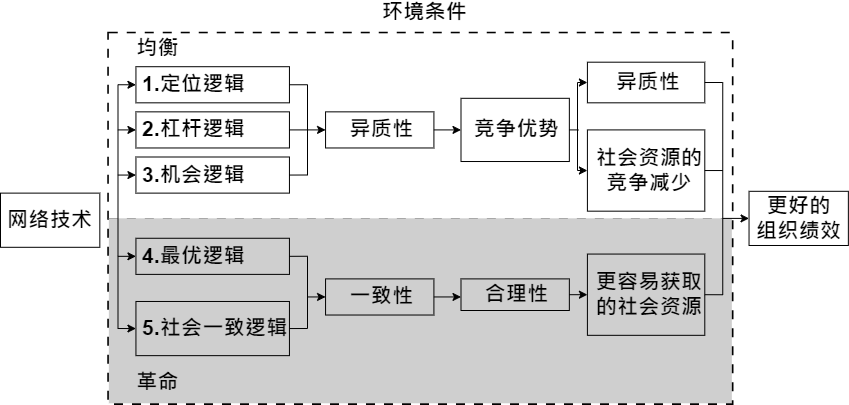 环境条件
均衡
1.定位逻辑
2.杠杆逻辑
3.机会逻辑
异质性
竞争优势
异质性
社会资源的
竞争减少
网络技术
更好的
组织绩效
4.最优逻辑
5.社会一致逻辑
一致性
合理性
更容易获取
的社会资源
革命